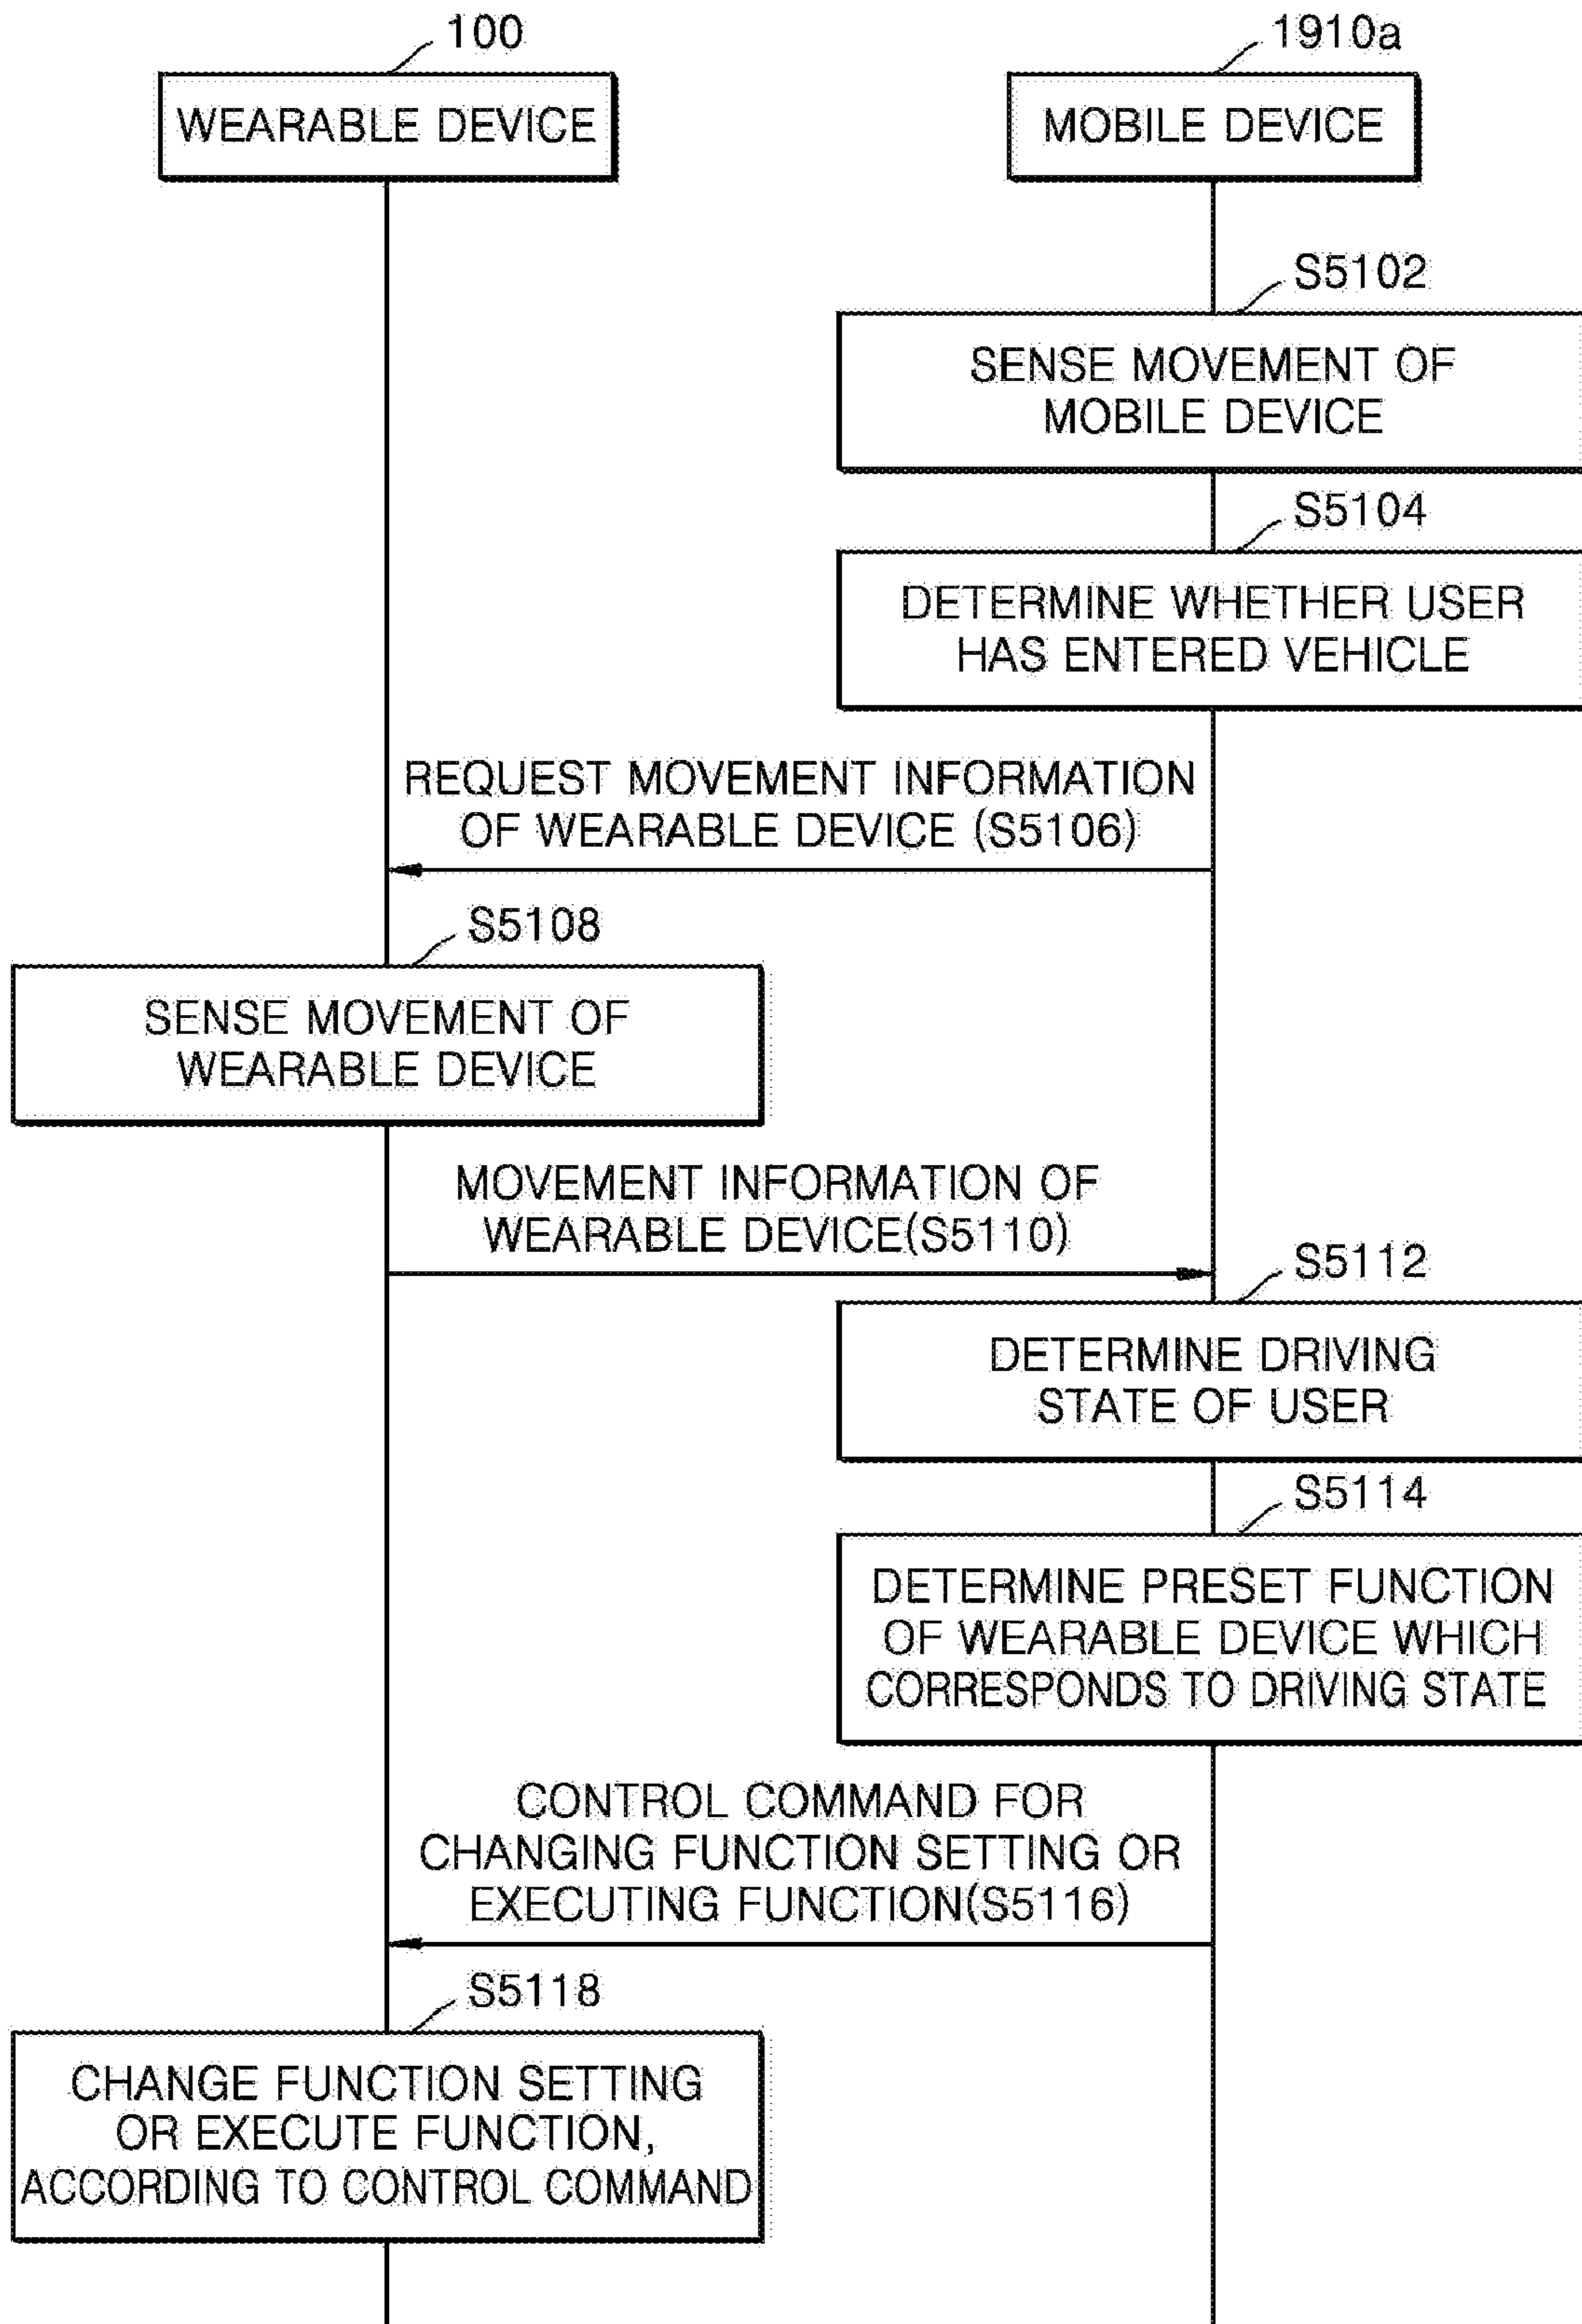 100
1910a
WEARABLE DEVICE
MOBILE DEVICE
S5102
SENSE MOVEMENT OF
MOBILE DEVICE
S5104
DETERMINE WHETHER USER
HAS ENTERED VEHICLE
REQUEST MOVEMENT INFORMATION
OF WEARABLE DEVICE (S5106)
S5108
SENSE MOVEMENT OF
WEARABLE DEVICE
MOVEMENT INFORMATION OF
WEARABLE DEVICE(S5110)
S5112
DETERMINE DRIVING
STATE OF USER
S5114
DETERMINE PRESET FUNCTION
OF WEARABLE DEVICE WHICH
CORRESPONDS TO DRIVING STATE
CONTROL COMMAND FOR
CHANGING FUNCTION SETTING OR
EXECUTING FUNCTION(S5116)
S5118
CHANGE FUNCTION SETTING
OR EXECUTE FUNCTION,
ACCORDING TO CONTROL COMMAND